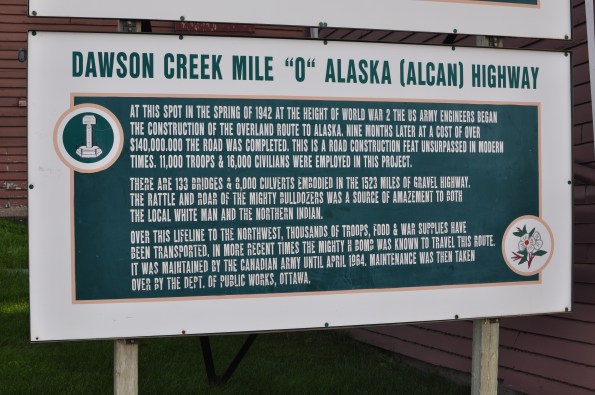 DAWSON CREEK MILE "0" ALASKA (ALCAN) HIGHWAY
AT THIS SPOT IN THE SPRING OF 1942 AT THE HEIGHT OF WORLD WAR 2 THE US ARMY ENGINEERS BEGAN
THE CONSTRUCTION OF THE OVERLAND ROUTE TO ALASKA. NINE MONTHS LATER AT A COST OF OVER
$140,000.000 THE ROAD WAS COMPLETED. THIS IS A ROAD CONSTRUCTION FEAT UNSURPASSED IN MODERN
TIMES. 11,000 TROOPS & 16,000 CIVILIANS WERE EMPLOYED IN THIS PROJECT.
THERE ARE 133 BRIDGES & 8,000 CULVERTS EMBODIED IN THE 1523 MILES OF GRAVEL HIGHWAY.
THE RATTLE AND ROAR OF THE MIGHTY BULLDOZERS WAS A SOURCE OF AMAZEMENT TO BOTH
THE LOCAL WHITE MAN AND THE NORTHERN INDIAN.
OVER THIS LIFELINE TO THE NORTHWEST, THOUSANDS OF TROOPS, FOOD & WAR SUPPLIES HAVE
BEEN TRANSPORTED, IN MORE RECENT TIMES THE MIGHTY H BOMB WAS KNOWN TO TRAVEL THIS ROUTE.
IT WAS MAINTAINED BY THE CANADIAN ARMY UNTIL APRIL 1964. MAINTENANCE WAS THEN TAKEN
OVER BY THE DEPT. OF PUBLIC WORKS, OTTAWA.